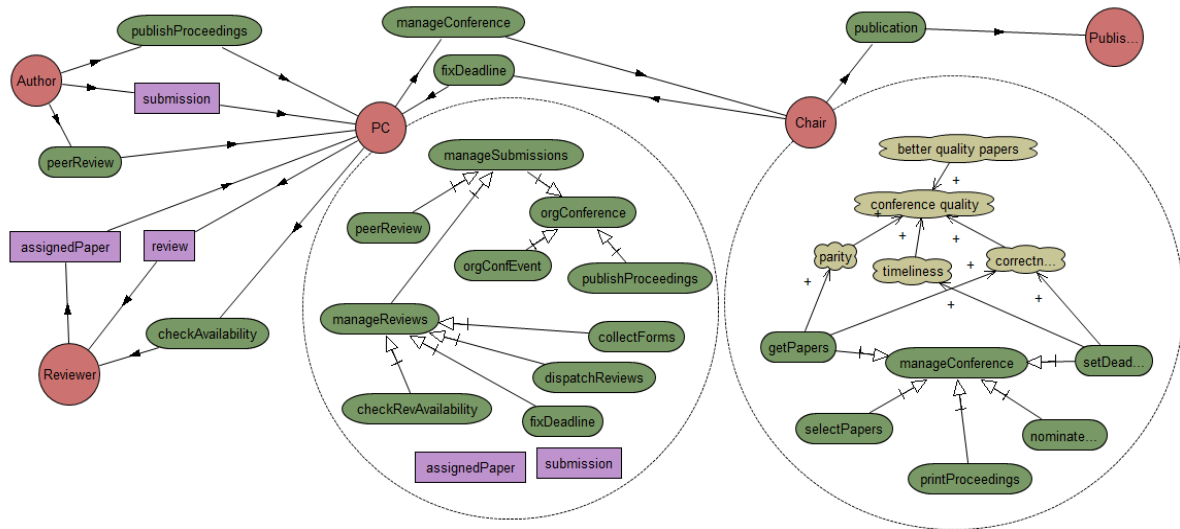 publishProceedings
manageConference
publication
Publis...
Author
submission
fixDeadline
PC
Chair
peerReview
manageSubmissions
better quality papers
+
conference quality
peerReview
orgConference
+
+
+
assignedPaper
review
orgConfEvent
publishProceedings
parity
timeliness
correctn...
+
+
+
+
manageReviews
checkAvailability
collectForms
getPapers
manageConference
setDead...
Reviewer
dispatchReviews
checkRevAvailability
fixDeadline
selectPapers
nominate...
assignedPaper
submission
printProceedings